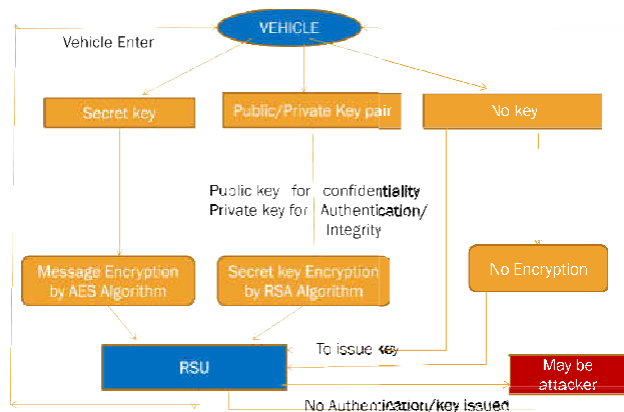 VEHICLE
Vehicle Enter
Secret key
Public/Private Key pair
No key
Public key for confidentiality
Private key for Authentication/
Integrity
Message Encryption
by AES Algorithm
Secret key Encryption
by RSA Algorithm
No Encryption
To issue key
RSU
May be
attacker
No Authentication/key issued